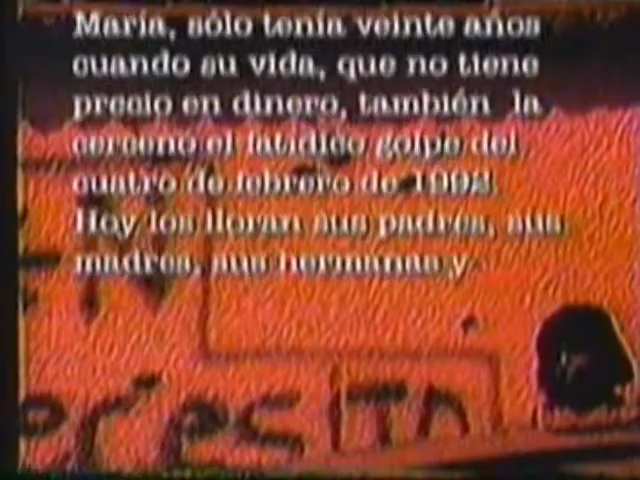 María, sólo tenía veinte años
cuando su vida, que no tiene
precio en dinero, también la
cercenó el fatídico golpe del
cuatro de febrero de 1992
Hoy los lloran sus padres, sus
madres, sus hermanas y